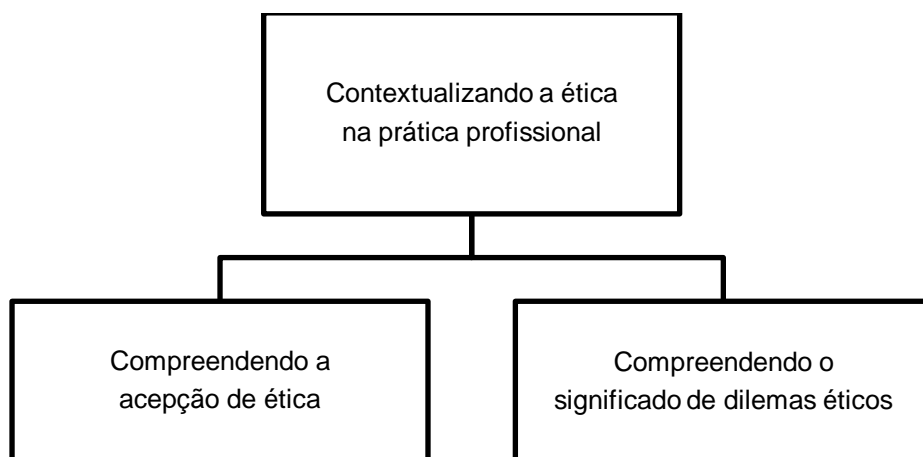 Contextualizando a ética
na prática profissional
Compreendendo a
acepção de ética
Compreendendo o
significado de dilemas éticos